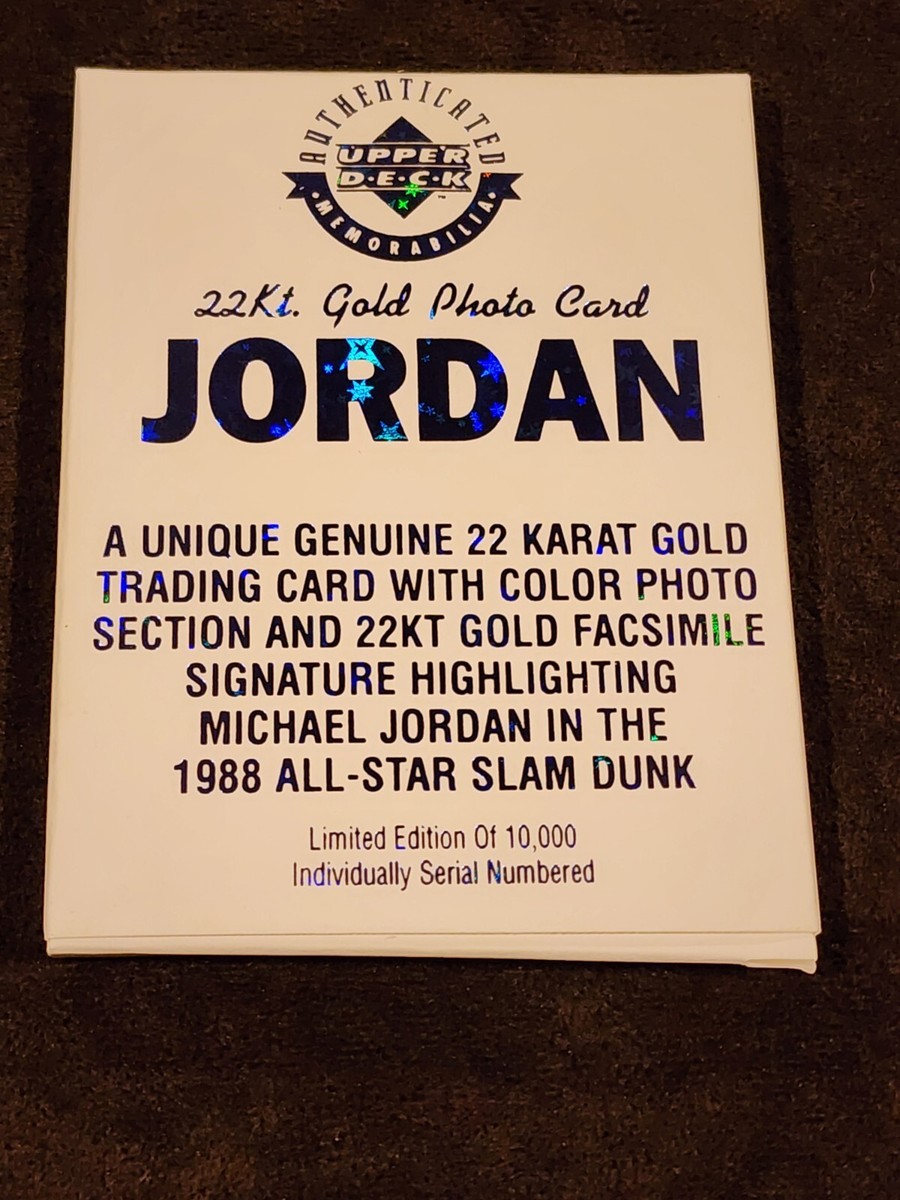 AUTHENTICATED
UPPER
D·E·C·K
™
·MEMORABILIA·
22Kt. Gold Photo Card
JORDAN
A UNIQUE GENUINE 22 KARAT GOLD
TRADING CARD WITH COLOR PHOTO
SECTION AND 22KT GOLD FACSIMILE
SIGNATURE HIGHLIGHTING
MICHAEL JORDAN IN THE
1988 ALL-STAR SLAM DUNK
Limited Edition Of 10,000
Individually Serial Numbered